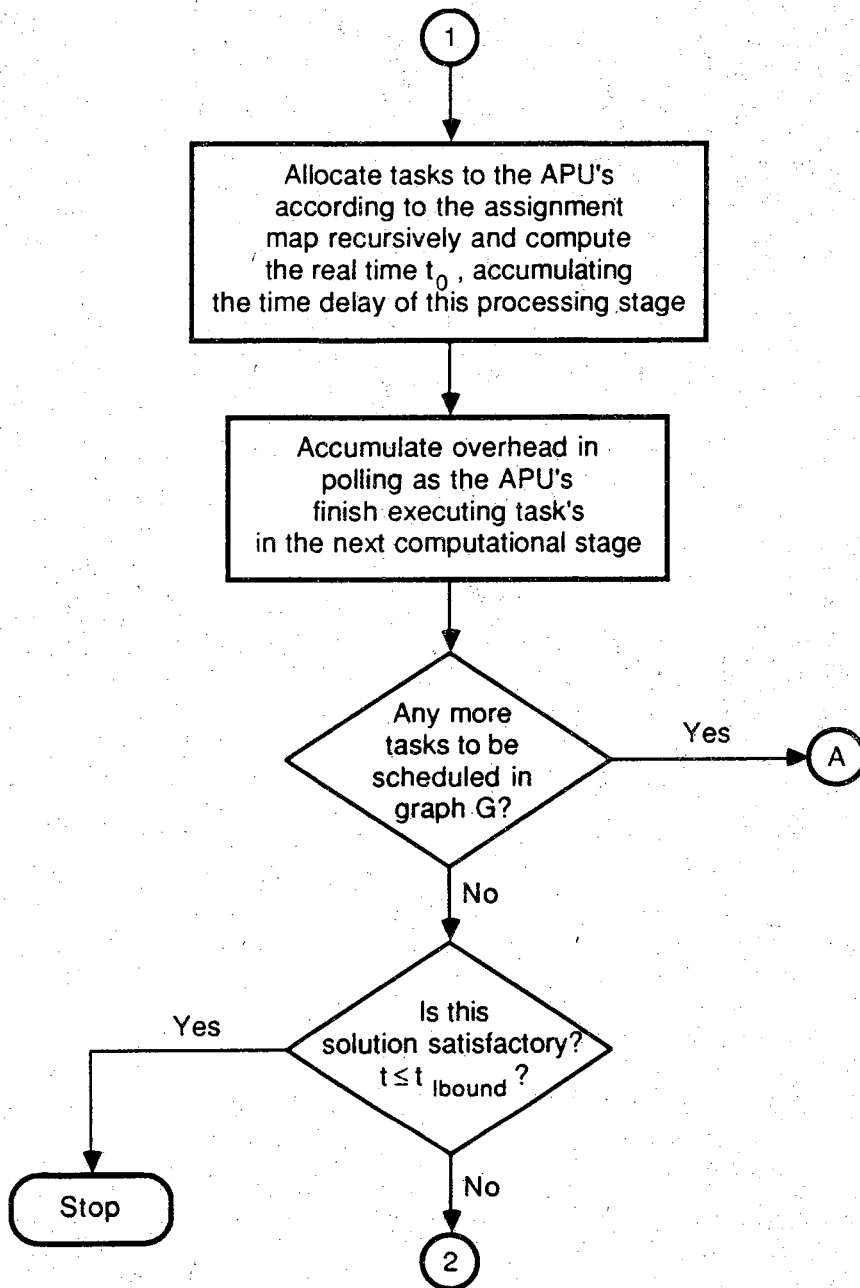 1
Allocate tasks to the APU's
according to the assignment
map recursively and compute
the real time t₀ , accumulating
the time delay of this processing stage
Accumulate overhead in
polling as the APU's
finish executing task's
in the next computational stage
Any more
tasks to be
scheduled in
graph G?
Yes
A
No
Is this
solution satisfactory?
t ≤ t lbound ?
Yes
Stop
No
2